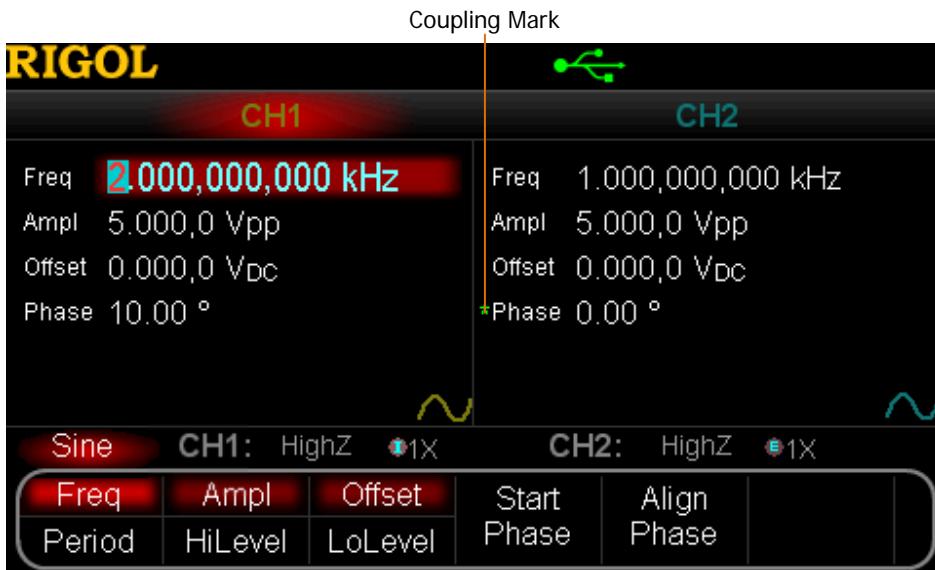 Coupling Mark
RIGOL
CH1
CH2
Freq 2.000,000,000 kHz
Ampl 5.000,0 Vpp
Offset 0.000,0 VDC
Phase 10.00 °
Freq 1.000,000,000 kHz
Ampl 5.000,0 Vpp
Offset 0.000,0 VDC
*Phase 0.00 °
Sine CH1: HighZ I 1X CH2: HighZ E 1X
Freq Ampl Offset Start Phase Align Phase
Period HiLevel LoLevel